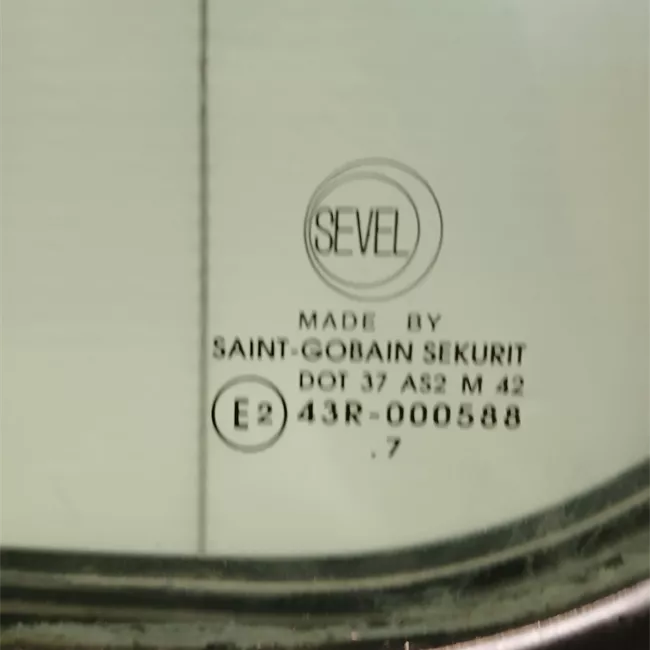 SEVEL
MADE BY
SAINT-GOBAIN SEKURIT
DOT 37 AS2 M 42
E2 43R-000588
.7